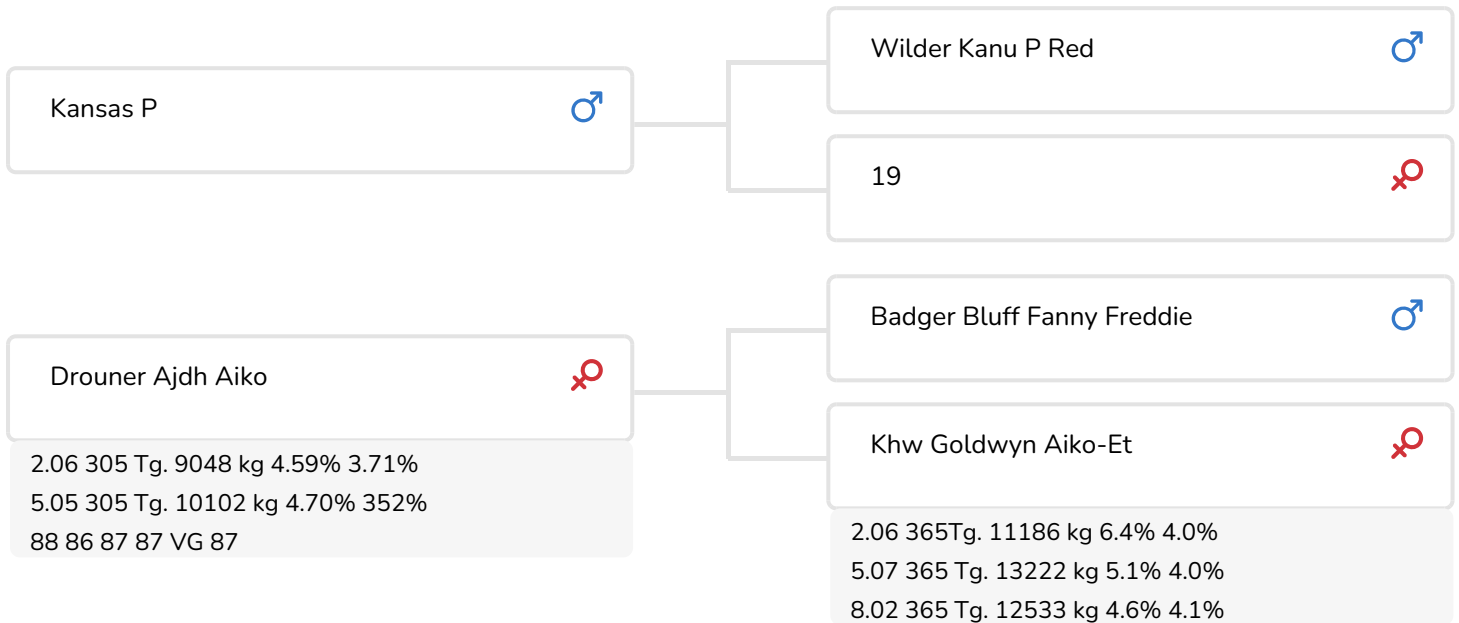 Kansas P
Wilder Kanu P Red
19
Drouner Ajdh Aiko
2.06 305 Tg. 9048 kg 4.59% 3.71%
5.05 305 Tg. 10102 kg 4.70% 352%
88 86 87 87 VG 87
Badger Bluff Fanny Freddie
Khw Goldwyn Aiko-Et
2.06 365Tg. 11186 kg 6.4% 4.0%
5.07 365 Tg. 13222 kg 5.1% 4.0%
8.02 365 Tg. 12533 kg 4.6% 4.1%